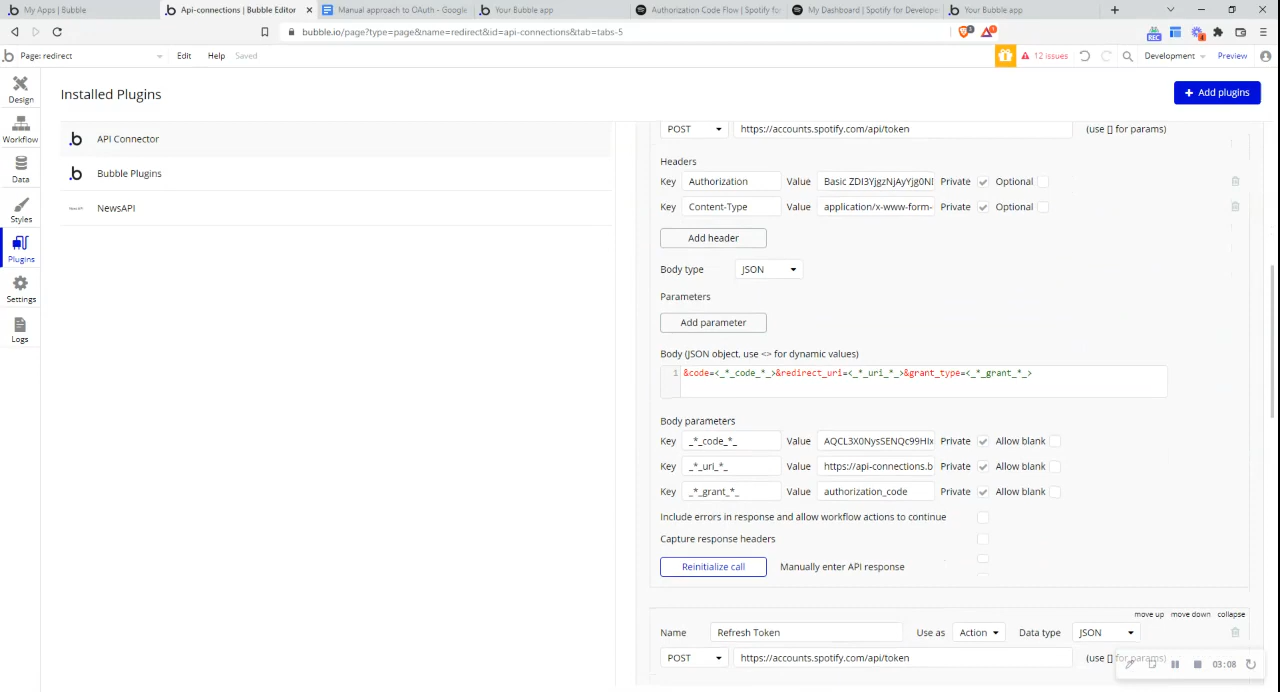 My Apps | Bubble
Api-connections | Bubble Editor
Manual approach to OAuth - Google
Your Bubble app
Authorization Code Flow | Spotify for
My Dashboard | Spotify for Develope
Your Bubble app
bubble.io/page?type=page&name=redirect&id=api-connections&tab=tabs-5
REC
Page: redirect
Edit
Help
Saved
12 issues
Development
Preview
Design
Workflow
Data
Styles
Plugins
Settings
Logs
Installed Plugins
+ Add plugins
API Connector
Bubble Plugins
NewsAPI
POST
https://accounts.spotify.com/api/token
(use [] for params)
Headers
Key Authorization Value Private Optional
Key Content-Type Value application/x-www-form- Private Optional
Add header
Body type JSON
Parameters
Add parameter
Body (JSON object, use <> for dynamic values)
1 &code=<_*_code_*_>&redirect_uri=<_*_uri_*_>&grant_type=<_*_grant_*_>
Body parameters
Key _*_code_*_ Value Private Allow blank
Key _*_uri_*_ Value https://api-connections.b Private Allow blank
Key _*_grant_*_ Value authorization_code Private Allow blank
Include errors in response and allow workflow actions to continue
Capture response headers
Reinitialize call
Manually enter API response
move up move down collapse
Name Refresh Token Use as Action Data type JSON
POST https://accounts.spotify.com/api/token (use [] for params)
03:08